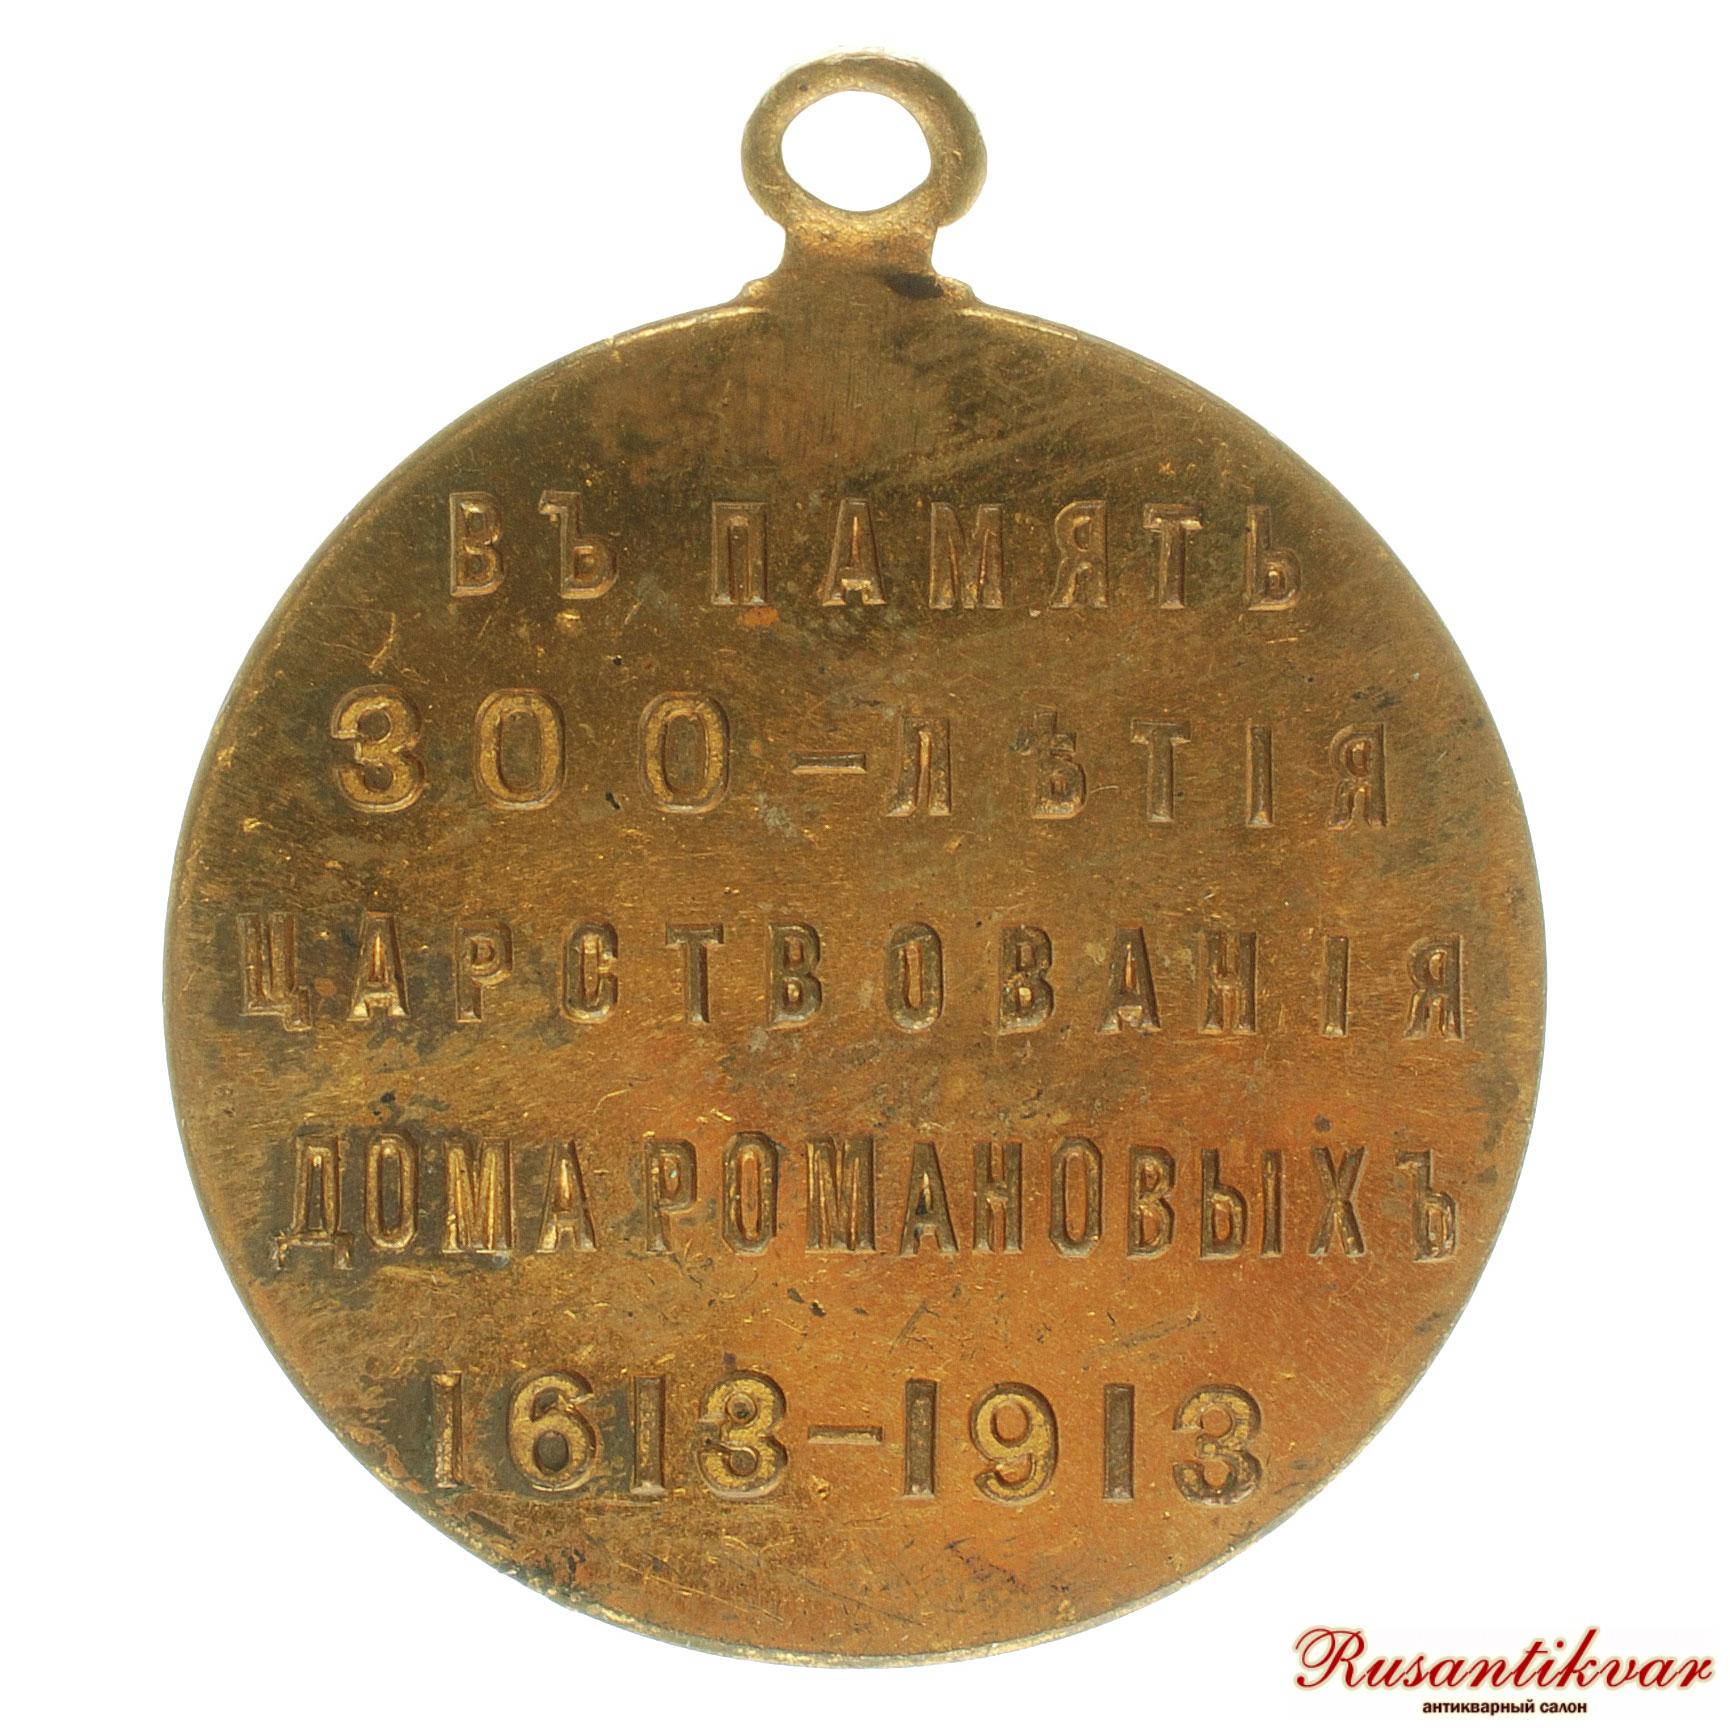 ВЪ ПАМЯТЬ
300-ЛѢТІЯ
ЦАРСТВОВАНІЯ
ДОМА РОМАНОВЫХЪ
1613-1913
Rusantikvar
антикварный салон